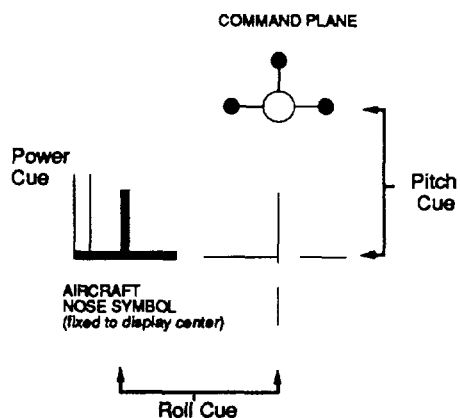 COMMAND PLANE
Power
Cue
Pitch
Cue
AIRCRAFT
NOSE SYMBOL
(fixed to display center)
Roll Cue